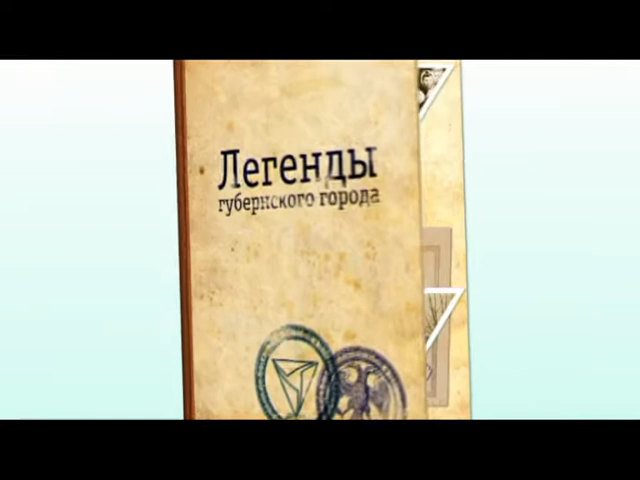 Легенды
губернского города